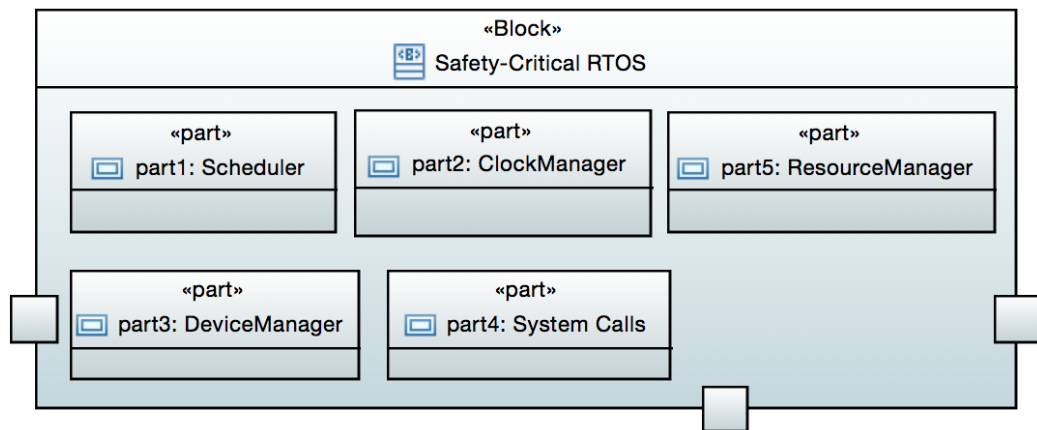 «Block»
<B>
Safety-Critical RTOS
«part»
part1: Scheduler
«part»
part2: ClockManager
«part»
part5: ResourceManager
«part»
part3: DeviceManager
«part»
part4: System Calls